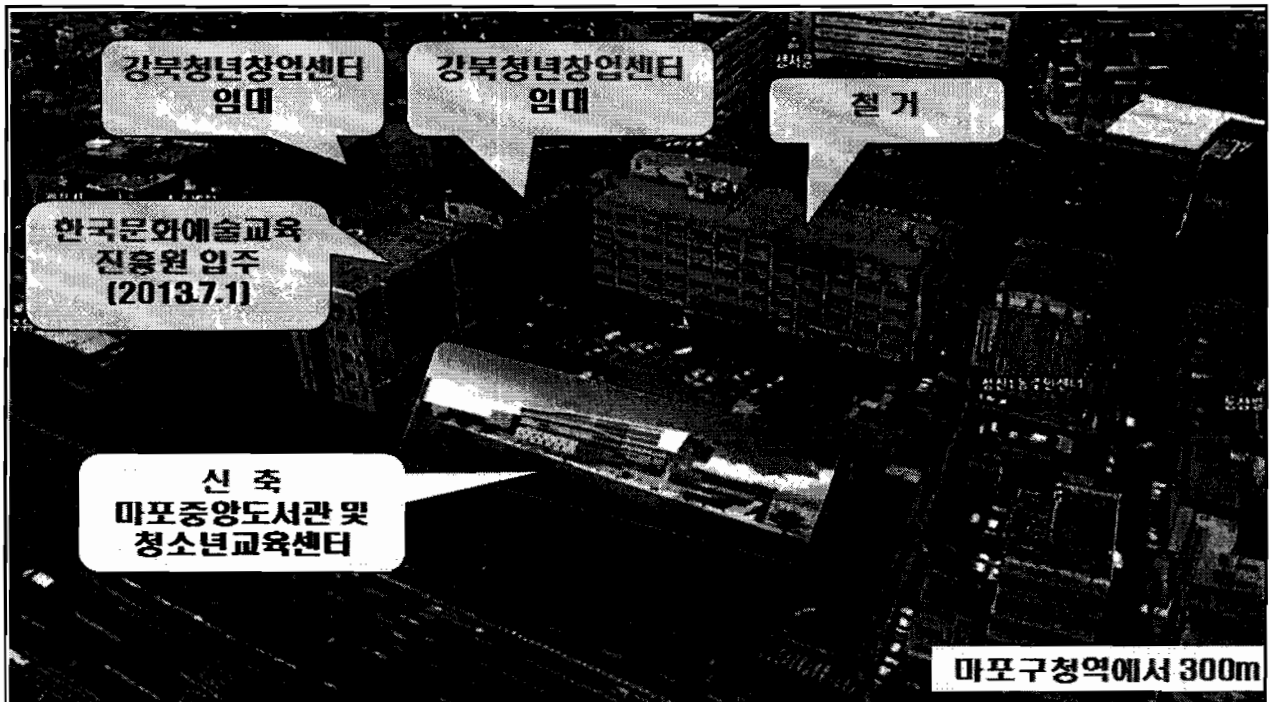 강북청년창업센터
임대
강북청년창업센터
임대
철 거
한국문화예술교육
진흥원 입주
(2013.7.1)
신 축
마포중앙도서관 및
청소년교육센터
마포구청역에서 300m